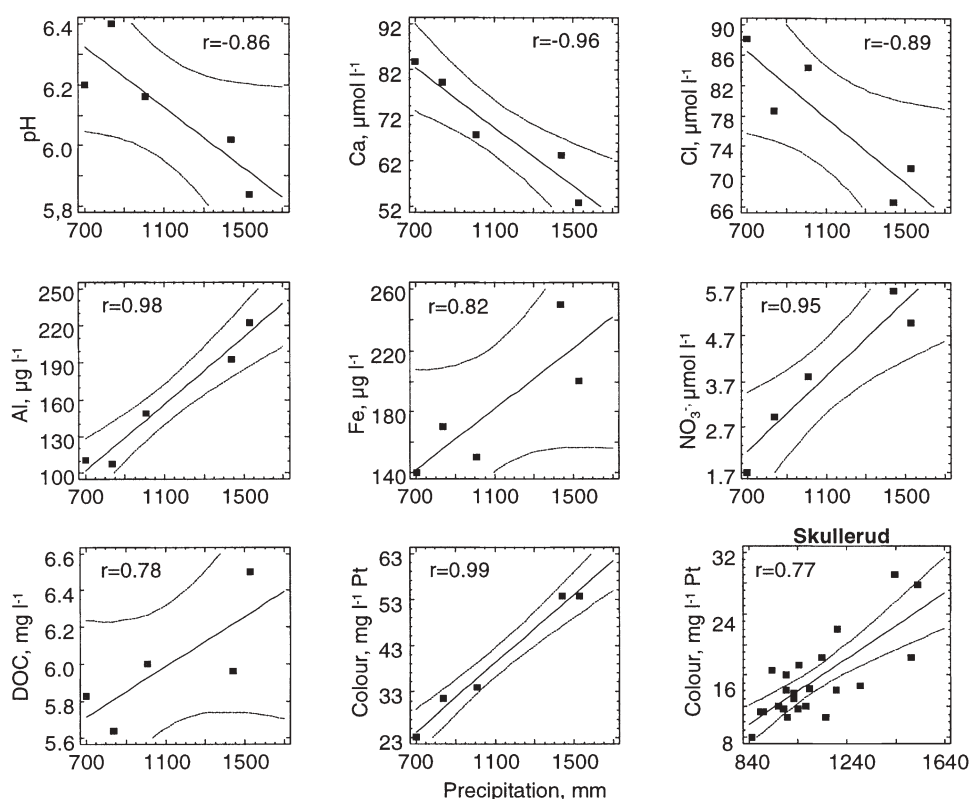 6.4
6.2
6.0
5,8
pH
r=-0.86
700 1100 1500
92
82
72
62
52
Ca, µmol l-1
r=-0.96
700 1100 1500
90
86
82
78
74
70
66
Cl, µmol l-1
r=-0.89
700 1100 1500
250
220
190
160
130
100
Al, µg l-1
r=0.98
700 1100 1500
260
220
180
140
Fe, µg l-1
r=0.82
700 1100 1500
5.7
4.7
3.7
2.7
1.7
NO3-, µmol l-1
r=0.95
700 1100 1500
6.6
6.4
6.2
6.0
5.8
5.6
DOC, mg l-1
r=0.78
700 1100 1500
63
53
43
33
23
Colour, mg l-1 Pt
r=0.99
700 1100 1500
Precipitation, mm
Skullerud
32
24
16
8
Colour, mg l-1 Pt
r=0.77
840 1240 1640